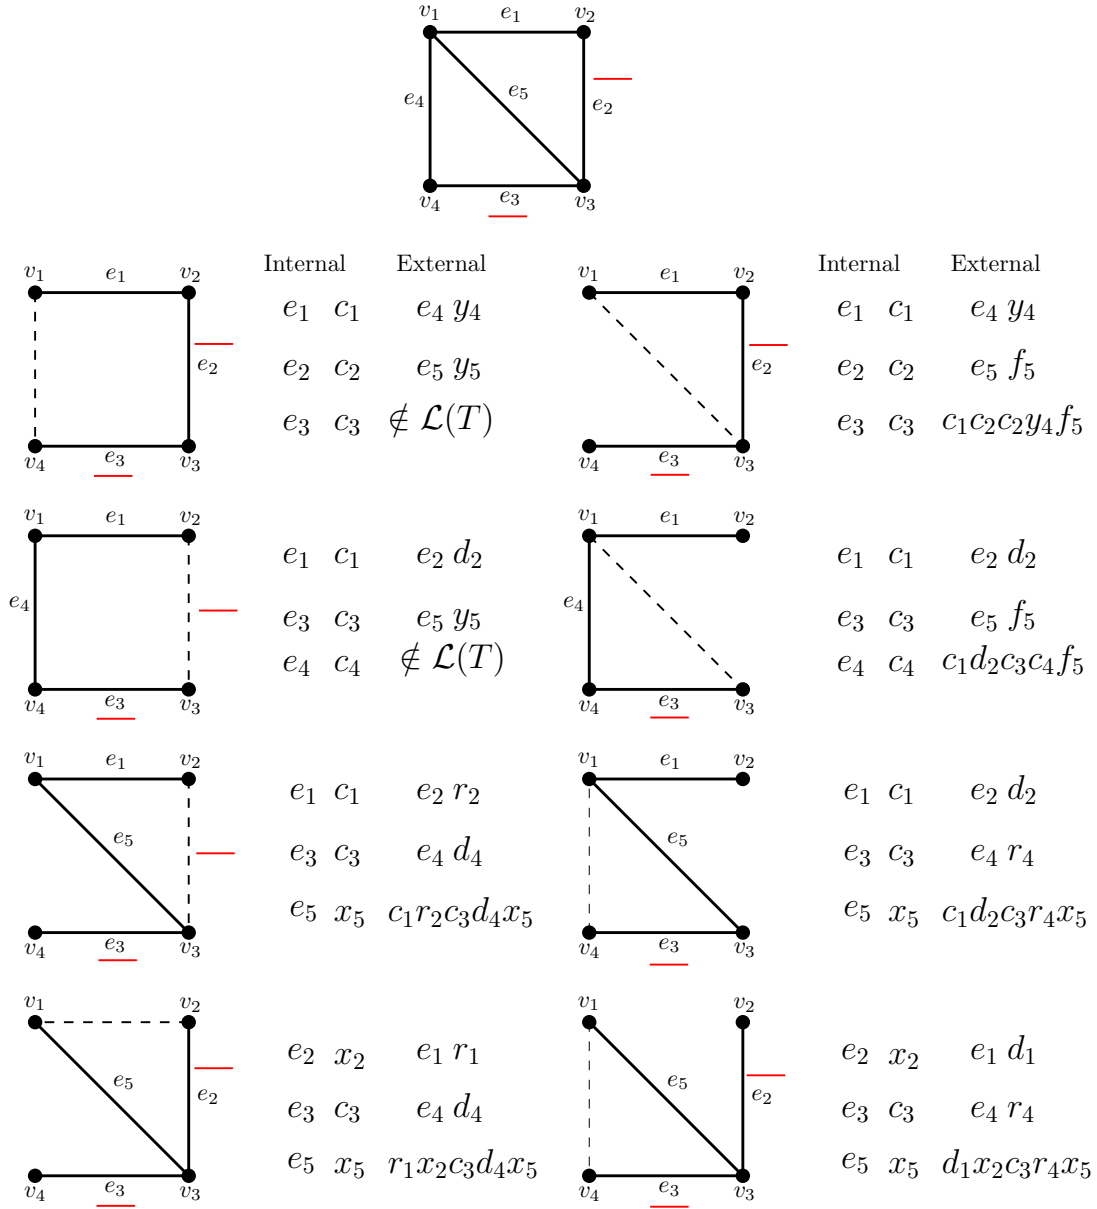 v₁ e₁ v₂
e₄ e₅ e₂
v₄ e₃ v₃
Internal External
v₁ e₁ v₂
e₁ c₁ e₄ y₄
e₂ c₂ e₅ y₅
e₂
e₃ c₃ ∉ ℒ(T)
v₄ e₃ v₃
Internal External
v₁ e₁ v₂
e₁ c₁ e₄ y₄
e₂ c₂ e₅ f₅
e₂
e₃ c₃ c₁c₂c₂y₄f₅
v₄ e₃ v₃
v₁ e₁ v₂
e₁ c₁ e₂ d₂
e₄
e₃ c₃ e₅ y₅
e₄ c₄ ∉ ℒ(T)
v₄ e₃ v₃
v₁ e₁ v₂
e₁ c₁ e₂ d₂
e₄
e₃ c₃ e₅ f₅
e₄ c₄ c₁d₂c₃c₄f₅
v₄ e₃ v₃
v₁ e₁ v₂
e₁ c₁ e₂ r₂
e₅
e₃ c₃ e₄ d₄
e₅ x₅ c₁r₂c₃d₄x₅
v₄ e₃ v₃
v₁ e₁ v₂
e₁ c₁ e₂ d₂
e₅
e₃ c₃ e₄ r₄
e₅ x₅ c₁d₂c₃r₄x₅
v₄ e₃ v₃
v₁ v₂
e₂ x₂ e₁ r₁
e₅ e₂
e₃ c₃ e₄ d₄
e₅ x₅ r₁x₂c₃d₄x₅
v₄ e₃ v₃
v₁ v₂
e₂ x₂ e₁ d₁
e₅ e₂
e₃ c₃ e₄ r₄
e₅ x₅ d₁x₂c₃r₄x₅
v₄ e₃ v₃